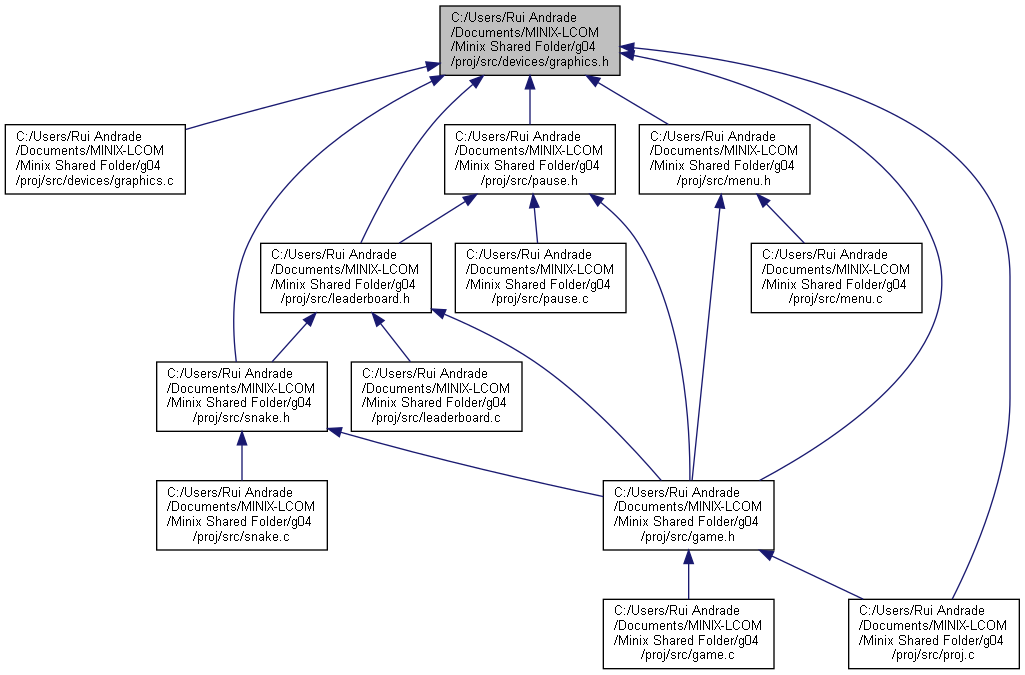 C:/Users/Rui Andrade
/Documents/MINIX-LCOM
/Minix Shared Folder/g04
/proj/src/devices/graphics.h
C:/Users/Rui Andrade
/Documents/MINIX-LCOM
/Minix Shared Folder/g04
/proj/src/devices/graphics.c
C:/Users/Rui Andrade
/Documents/MINIX-LCOM
/Minix Shared Folder/g04
/proj/src/pause.h
C:/Users/Rui Andrade
/Documents/MINIX-LCOM
/Minix Shared Folder/g04
/proj/src/menu.h
C:/Users/Rui Andrade
/Documents/MINIX-LCOM
/Minix Shared Folder/g04
/proj/src/leaderboard.h
C:/Users/Rui Andrade
/Documents/MINIX-LCOM
/Minix Shared Folder/g04
/proj/src/pause.c
C:/Users/Rui Andrade
/Documents/MINIX-LCOM
/Minix Shared Folder/g04
/proj/src/menu.c
C:/Users/Rui Andrade
/Documents/MINIX-LCOM
/Minix Shared Folder/g04
/proj/src/snake.h
C:/Users/Rui Andrade
/Documents/MINIX-LCOM
/Minix Shared Folder/g04
/proj/src/leaderboard.c
C:/Users/Rui Andrade
/Documents/MINIX-LCOM
/Minix Shared Folder/g04
/proj/src/snake.c
C:/Users/Rui Andrade
/Documents/MINIX-LCOM
/Minix Shared Folder/g04
/proj/src/game.h
C:/Users/Rui Andrade
/Documents/MINIX-LCOM
/Minix Shared Folder/g04
/proj/src/game.c
C:/Users/Rui Andrade
/Documents/MINIX-LCOM
/Minix Shared Folder/g04
/proj/src/proj.c